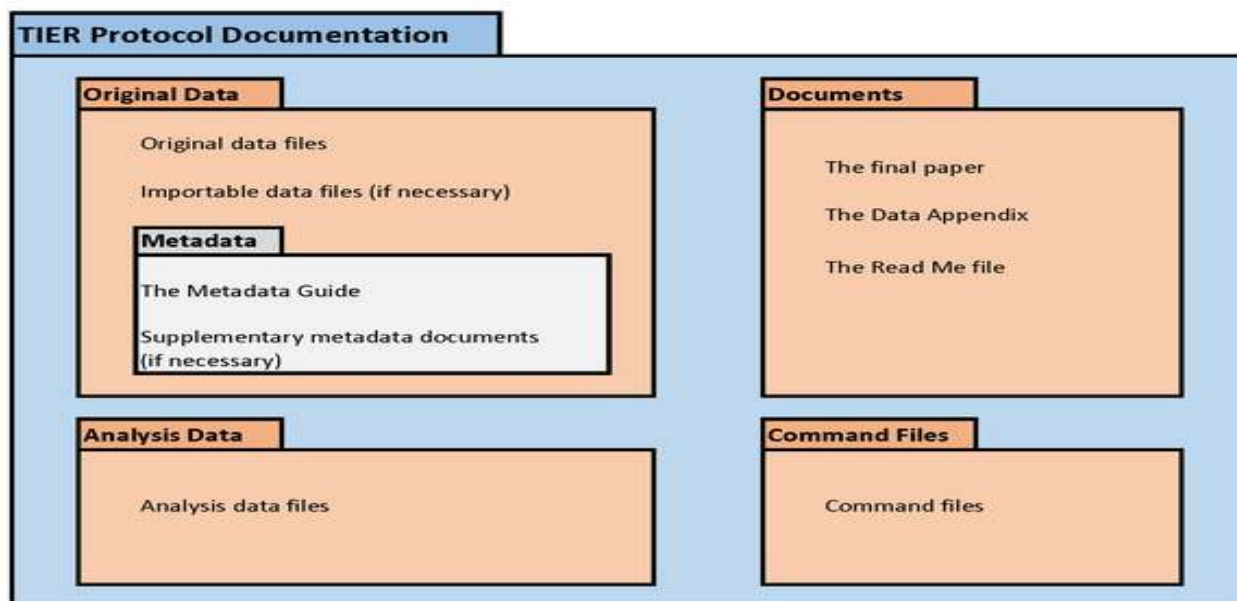 TIER Protocol Documentation
Original Data
Original data files
Importable data files (if necessary)
Metadata
The Metadata Guide
Supplementary metadata documents
(if necessary)
Documents
The final paper
The Data Appendix
The Read Me file
Analysis Data
Analysis data files
Command Files
Command files